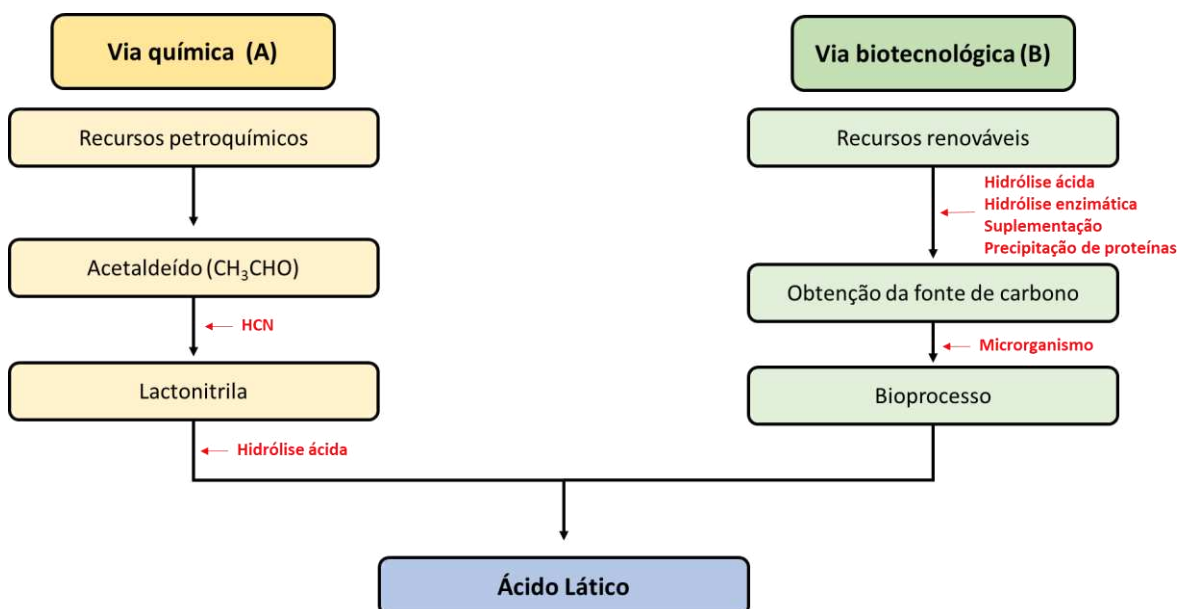 Via química (A)
Recursos petroquímicos
Acetaldeído (CH₃CHO)
HCN
Lactonitrila
Hidrólise ácida
Via biotecnológica (B)
Recursos renováveis
Hidrólise ácida
Hidrólise enzimática
Suplementação
Precipitação de proteínas
Obtenção da fonte de carbono
Microrganismo
Bioprocesso
Ácido Lático